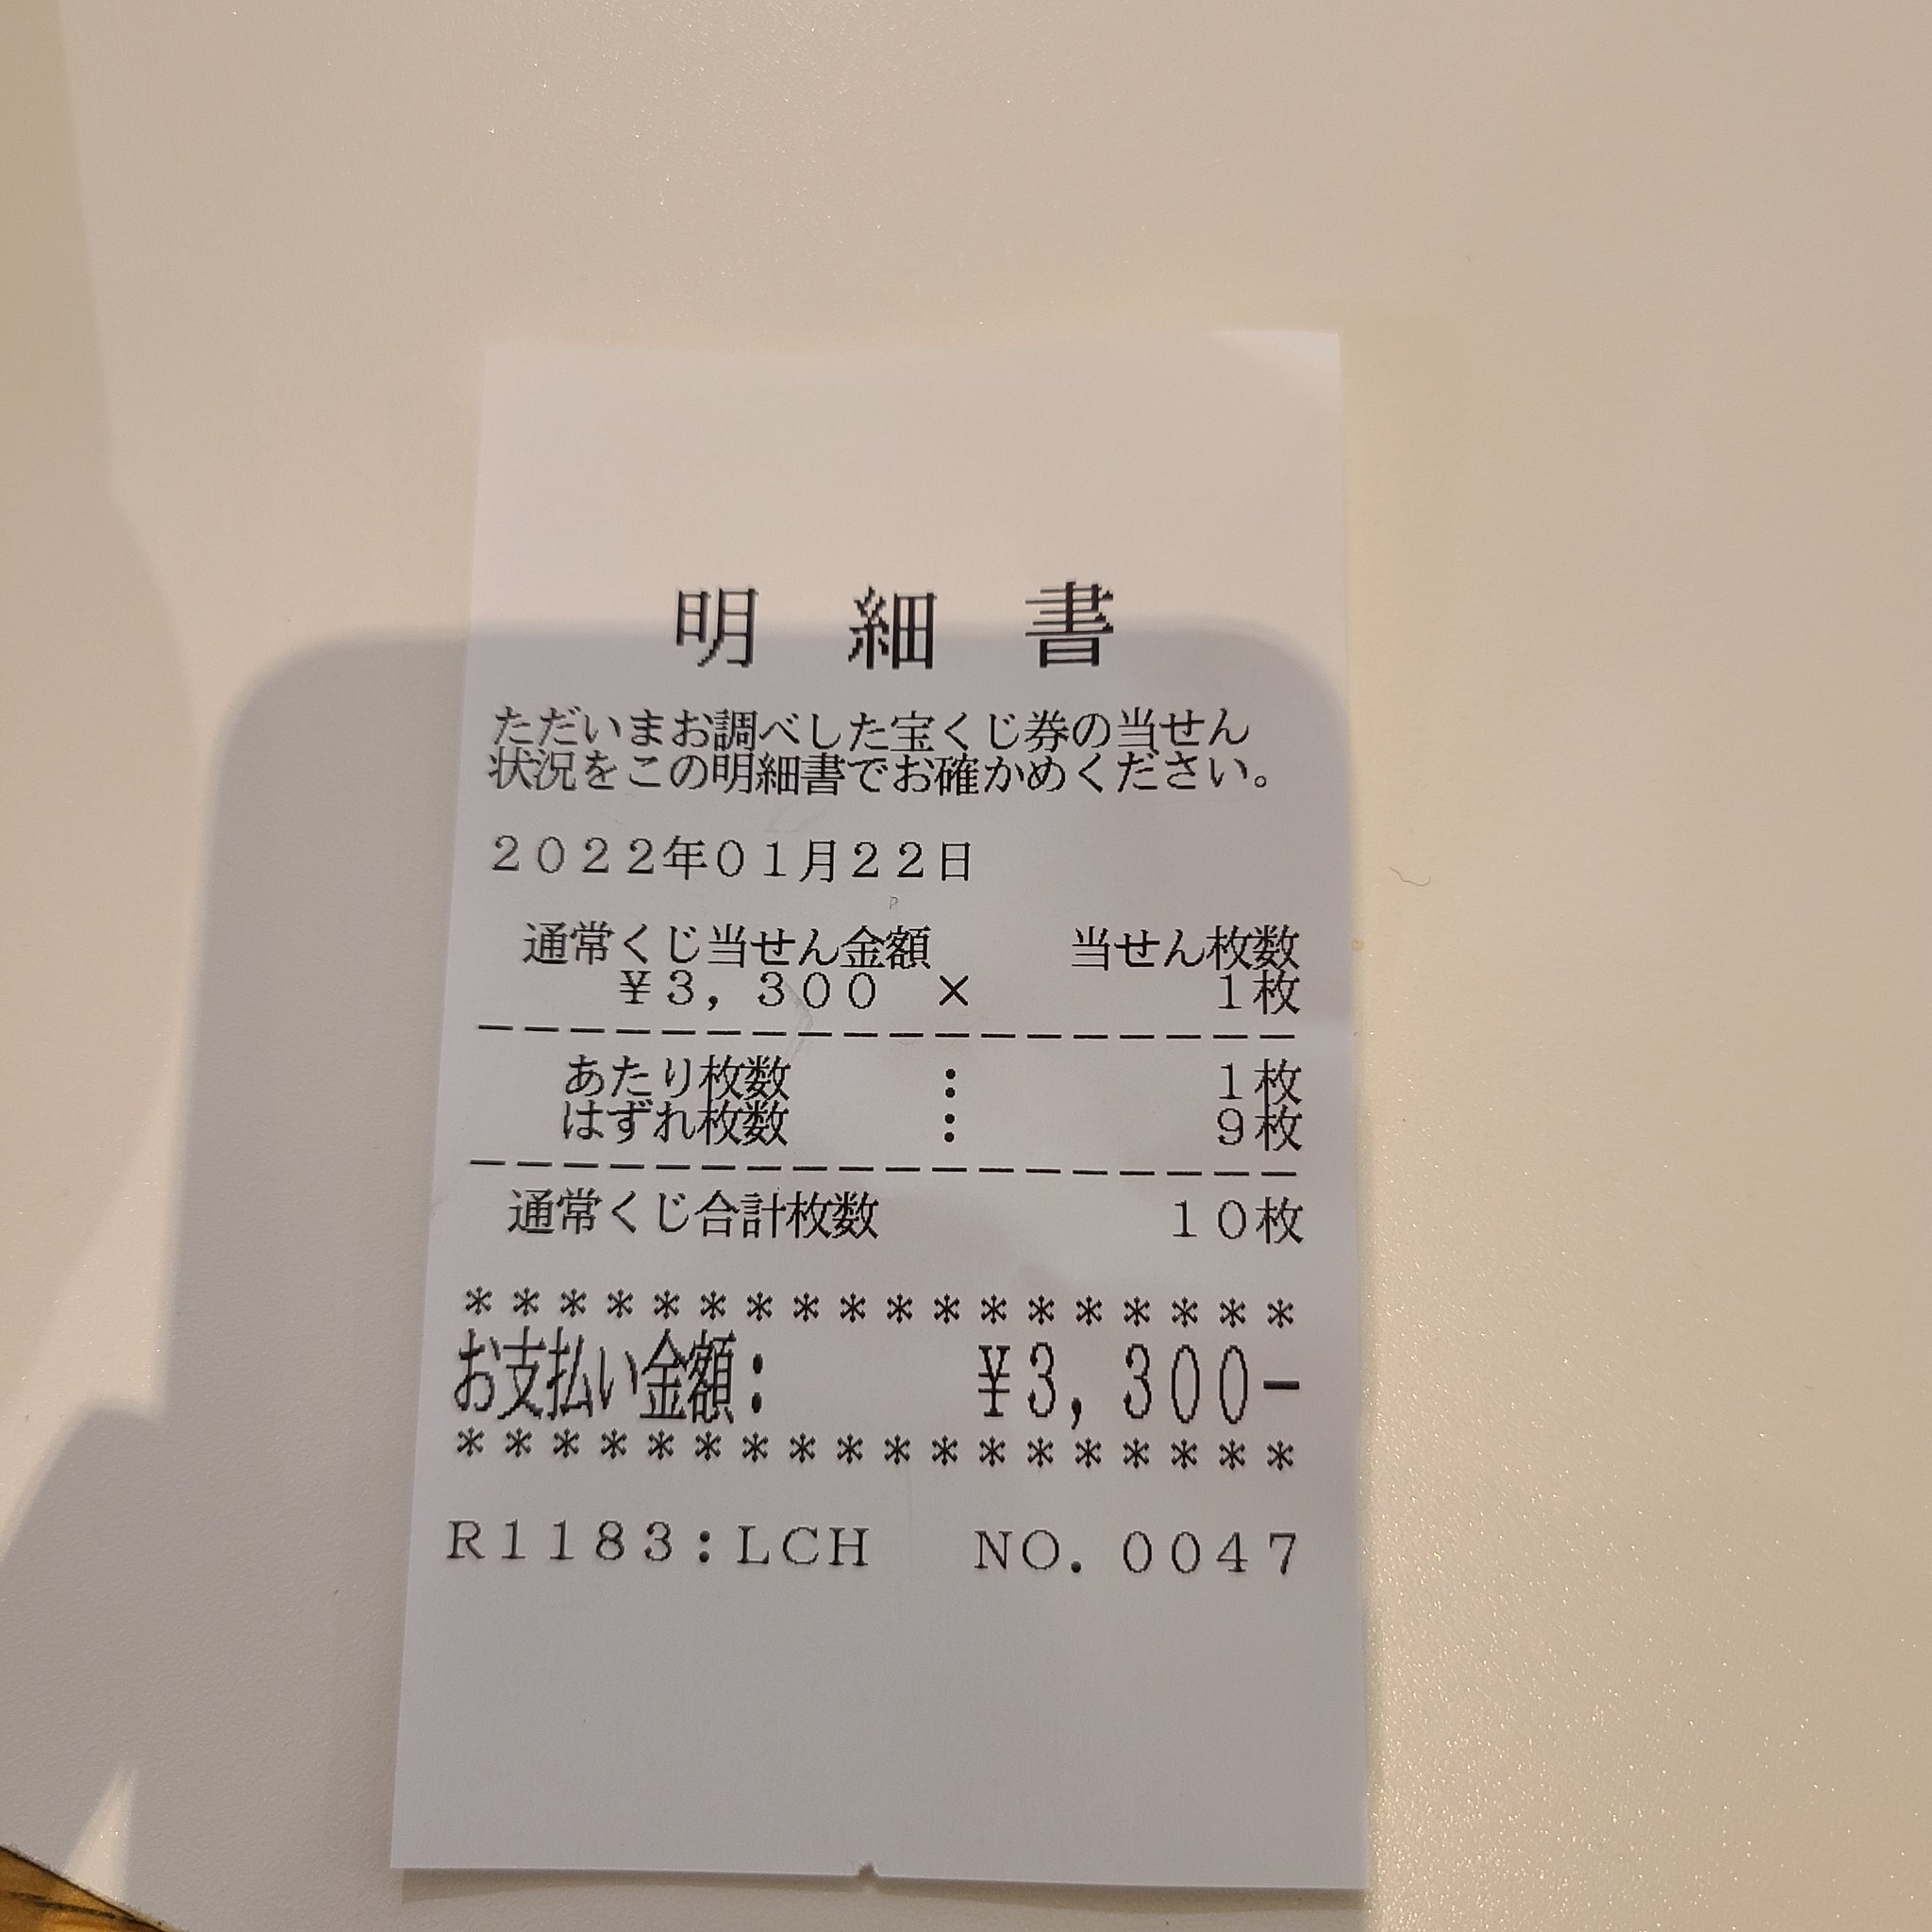 明 細 書
ただいまお調べした宝くじ券の当せん
状況をこの明細書でお確かめください。
2022年01月22日
通常くじ当せん金額 当せん枚数
¥3,300 × 1枚
----------------
あたり枚数 : 1枚
はずれ枚数 : 9枚
----------------
通常くじ合計枚数 10枚
******************
お支払い金額: ¥3,300-
******************
R1183:LCH NO.0047